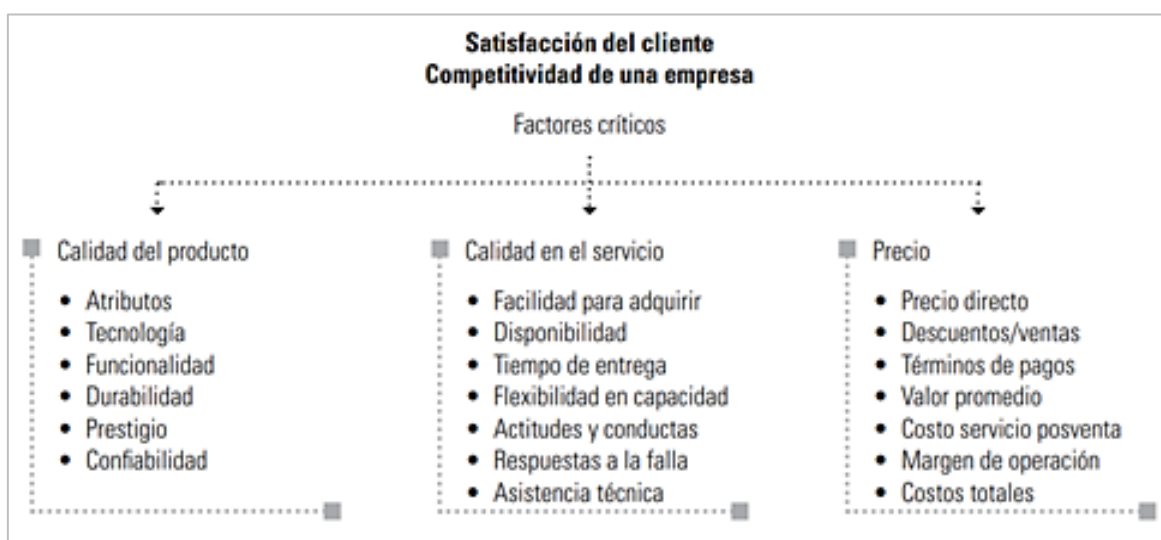 Satisfacción del cliente
Competitividad de una empresa
Factores críticos
Calidad del producto
• Atributos
• Tecnología
• Funcionalidad
• Durabilidad
• Prestigio
• Confiabilidad
Calidad en el servicio
• Facilidad para adquirir
• Disponibilidad
• Tiempo de entrega
• Flexibilidad en capacidad
• Actitudes y conductas
• Respuestas a la falla
• Asistencia técnica
Precio
• Precio directo
• Descuentos/ventas
• Términos de pagos
• Valor promedio
• Costo servicio posventa
• Margen de operación
• Costos totales